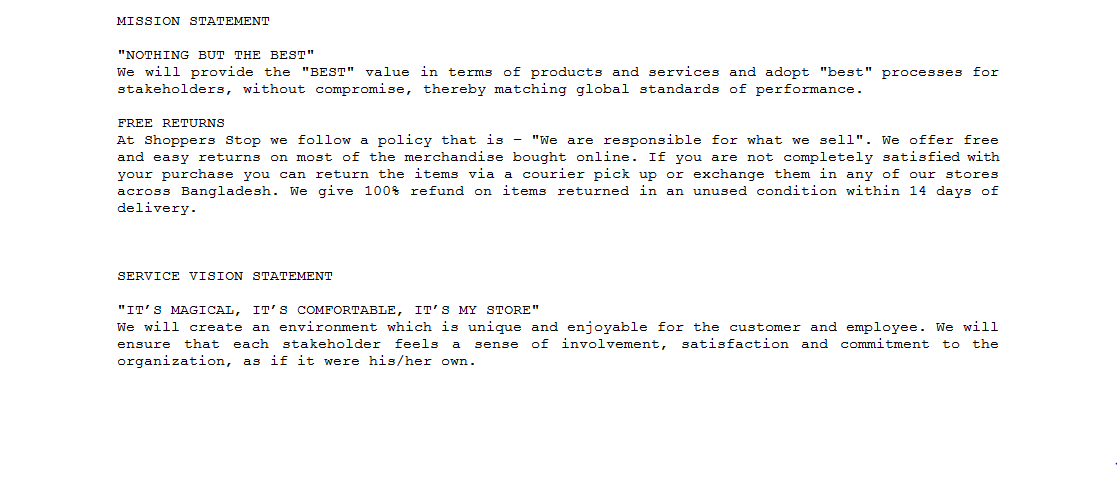 MISSION STATEMENT
"NOTHING BUT THE BEST"
We will provide the "BEST" value in terms of products and services and adopt "best" processes for
stakeholders, without compromise, thereby matching global standards of performance.
FREE RETURNS
At Shoppers Stop we follow a policy that is – "We are responsible for what we sell". We offer free
and easy returns on most of the merchandise bought online. If you are not completely satisfied with
your purchase you can return the items via a courier pick up or exchange them in any of our stores
across Bangladesh. We give 100% refund on items returned in an unused condition within 14 days of
delivery.
SERVICE VISION STATEMENT
"IT’S MAGICAL, IT’S COMFORTABLE, IT’S MY STORE"
We will create an environment which is unique and enjoyable for the customer and employee. We will
ensure that each stakeholder feels a sense of involvement, satisfaction and commitment to the
organization, as if it were his/her own.